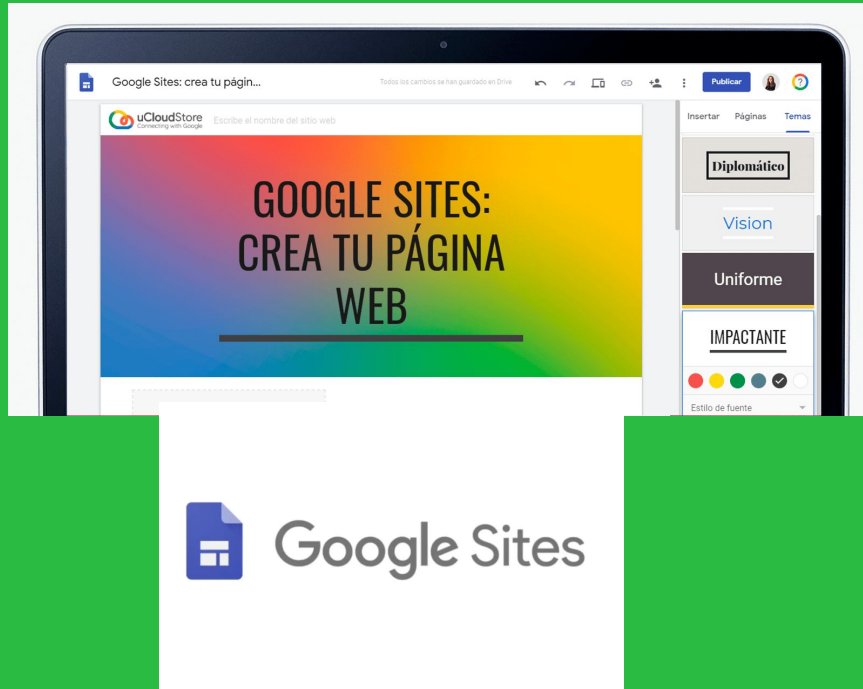 Google Sites: crea tu págin...
Todos los cambios se han guardado en Drive
Publicar
?
uCloudStore
Connecting with Google
Escribe el nombre del sitio web
Insertar Páginas Temas
GOOGLE SITES:
CREA TU PÁGINA
WEB
Diplomático
Vision
Uniforme
IMPACTANTE
Estilo de fuente
Google Sites